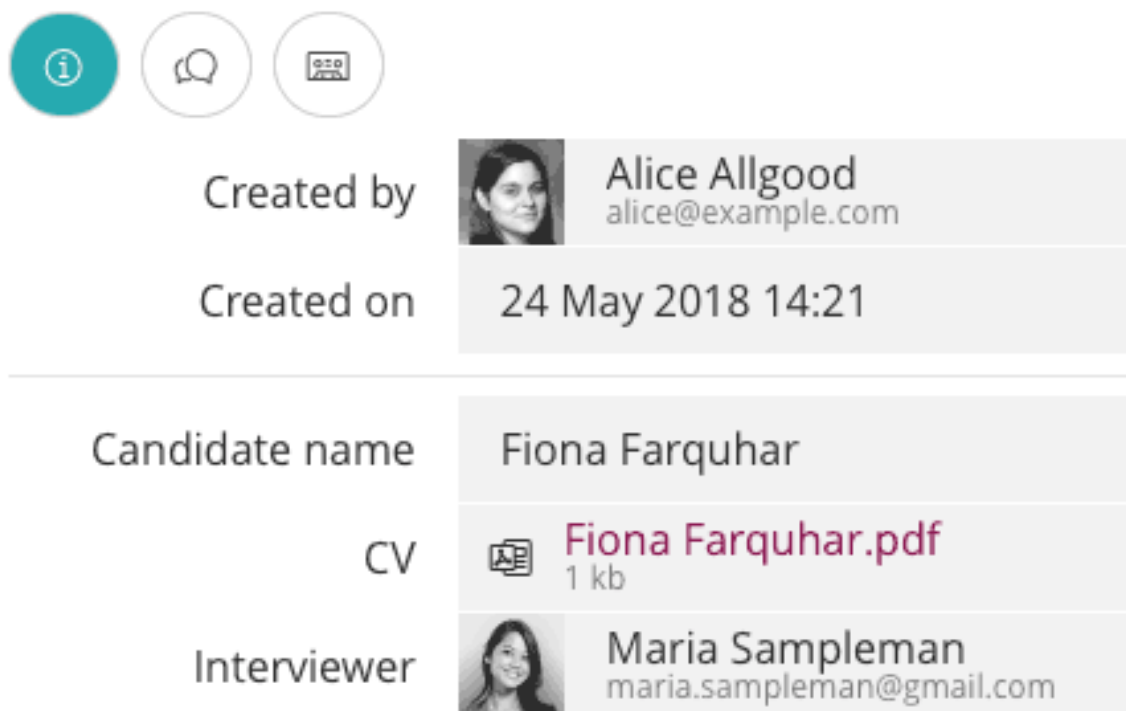 Created by
Alice Allgood
alice@example.com
Created on
24 May 2018 14:21
Candidate name
Fiona Farquhar
CV
Fiona Farquhar.pdf
1 kb
Interviewer
Maria Sampleman
maria.sampleman@gmail.com